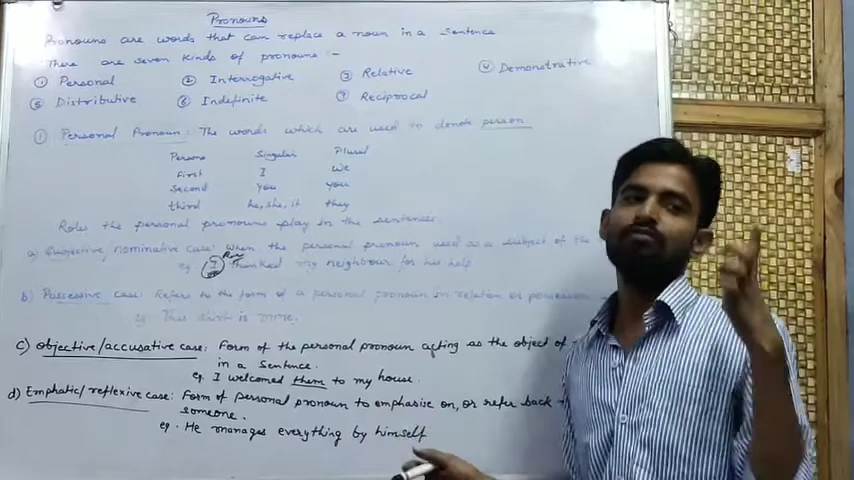 Pronouns
Pronouns are words that can replace a noun in a sentence
There are seven kinds of pronouns :-
① Personal ② Interrogative ③ Relative ④ Demonstrative
⑤ Distributive ⑥ Indefinite ⑦ Reciprocal
① Personal Pronoun : The words which are used to denote person
Persons Singular Plural
First I We
Second You You
third he, she, it they
Roles the personal pronouns play in the sentences.
a) Subjective, nominative case: When the personal pronoun used as a subject of the
eg I thanked my neighbour for his help
b) Possessive case: Refers to the form of a personal pronoun in relation or possession
eg. This shirt is mine.
c) Objective/accusative case: Form of the personal pronoun acting as the object of
in a sentence.
eg. I welcomed them to my house.
d) Emphatic/reflexive case: Form of personal pronoun to emphasise on, or refer back to
someone.
eg. He manages everything by himself